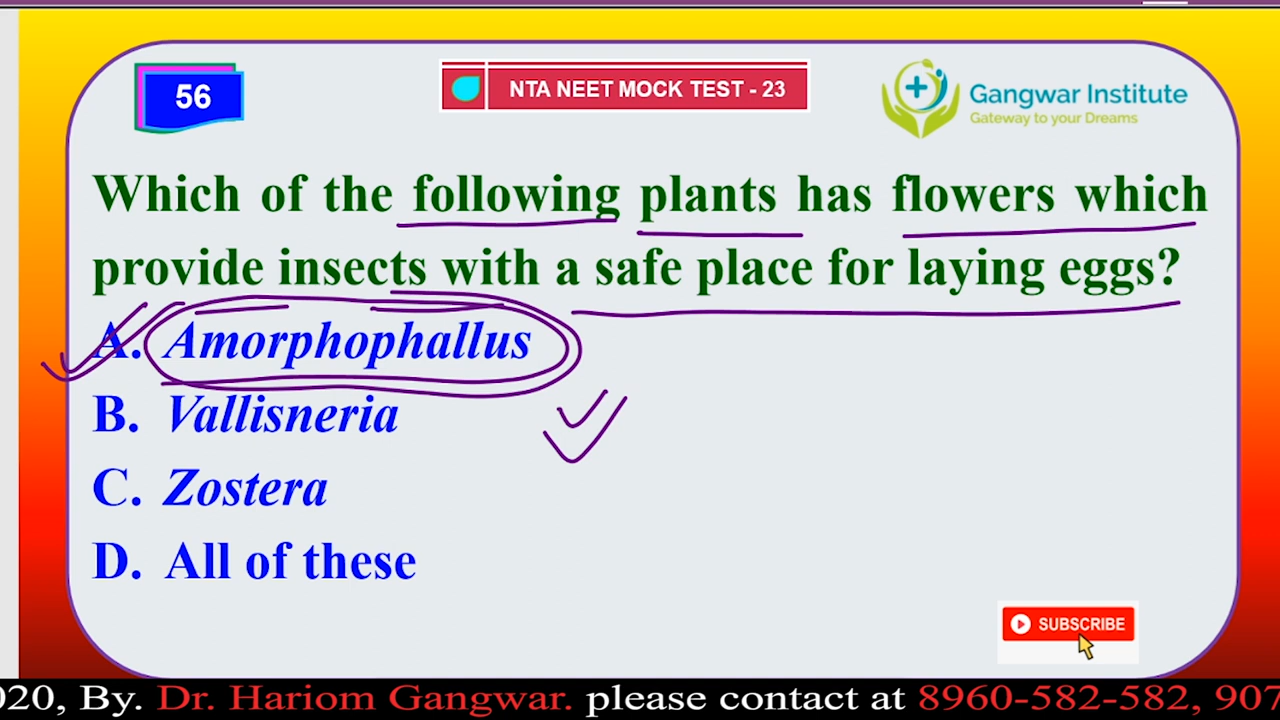 56
NTA NEET MOCK TEST - 23
Gangwar Institute
Gateway to your Dreams
Which of the following plants has flowers which
provide insects with a safe place for laying eggs?
A. Amorphophallus
B. Vallisneria
C. Zostera
D. All of these
SUBSCRIBE
020, By. Dr. Hariom Gangwar. please contact at 8960-582-582, 907